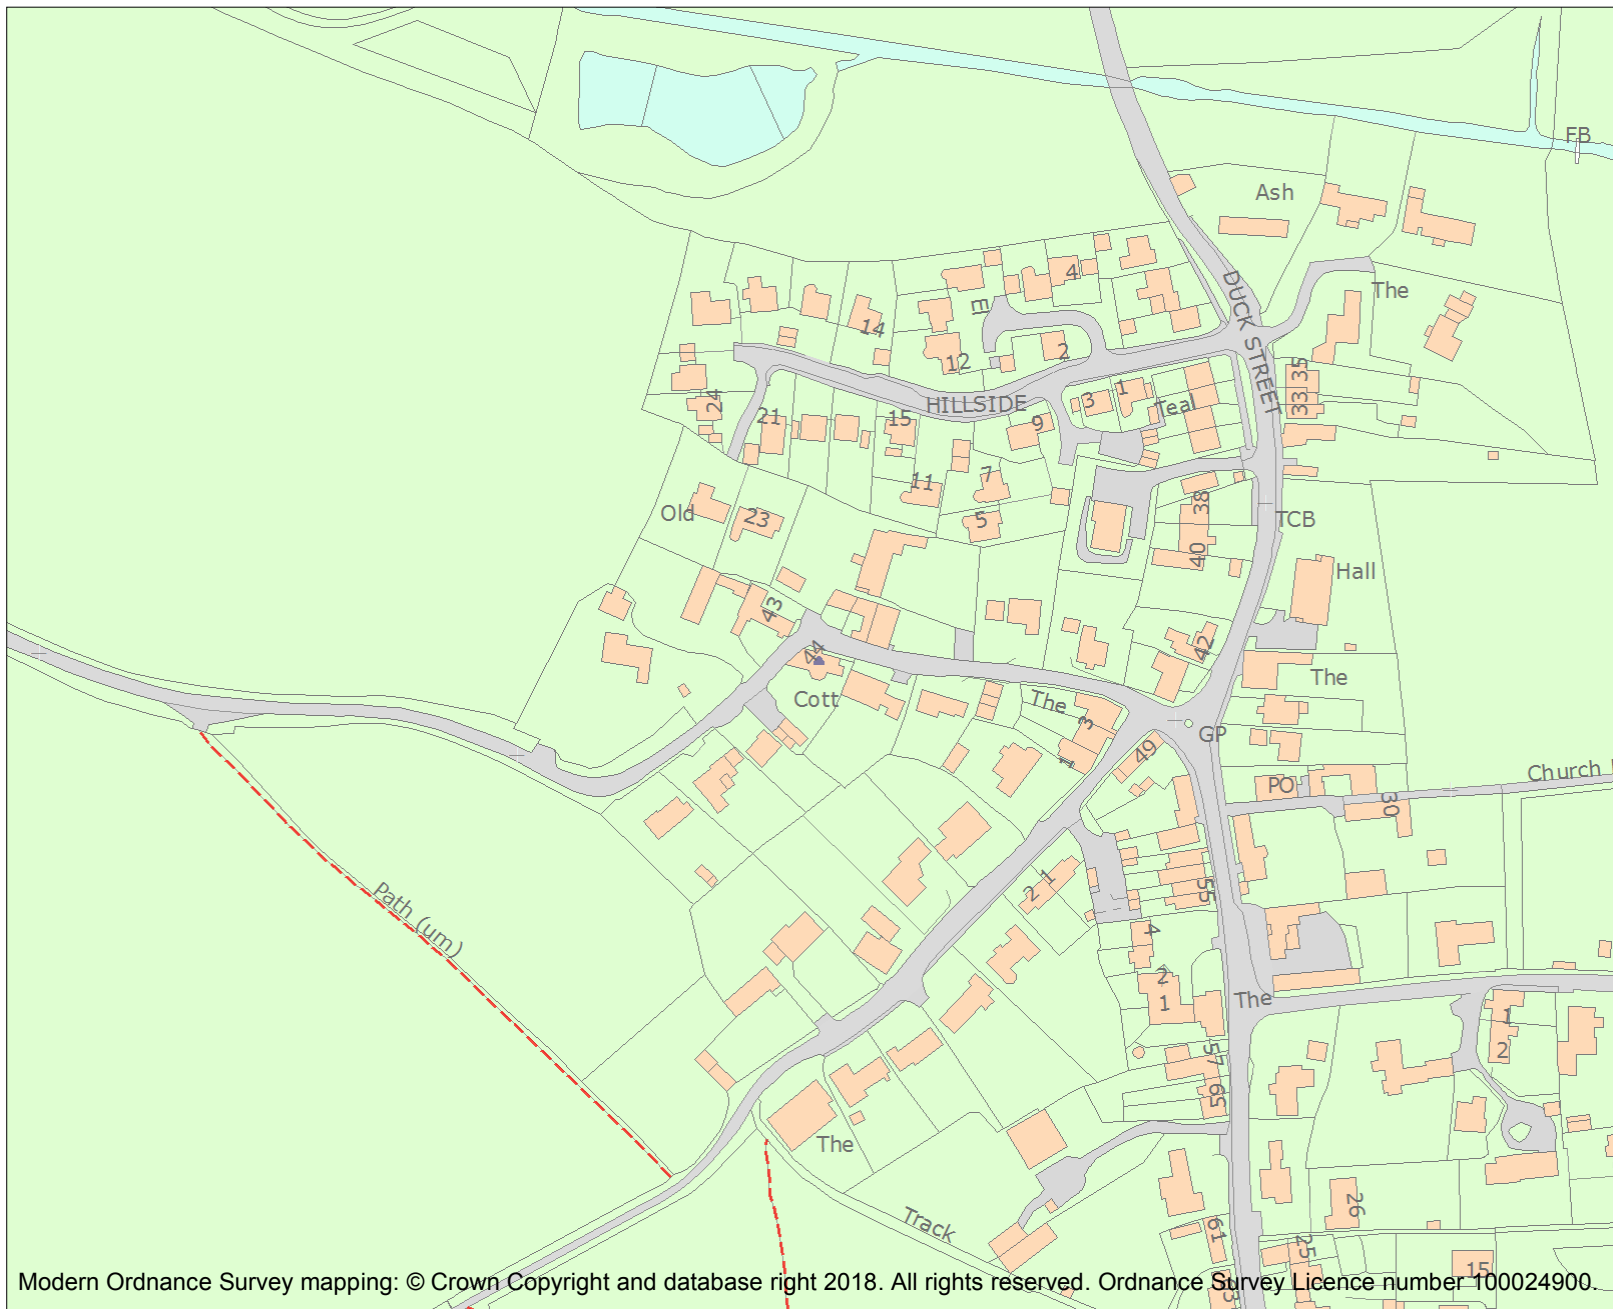 FB
Ash
DUCK STREET
The
4
El
14
12
2
35
33
24
HILLSIDE
3
1
Teal
21
15
9
7
11
5
38
Old
23
TCB
40
Hall
43
42
44
The
Cott
The
3
GP
1
49
Church
PO
30
Path (um)
2 1
55
4
2
1
The
1
2
57
59
The
Track
26
61
25
15
Modern Ordnance Survey mapping: © Crown Copyright and database right 2018. All rights reserved. Ordnance Survey Licence number 100024900.